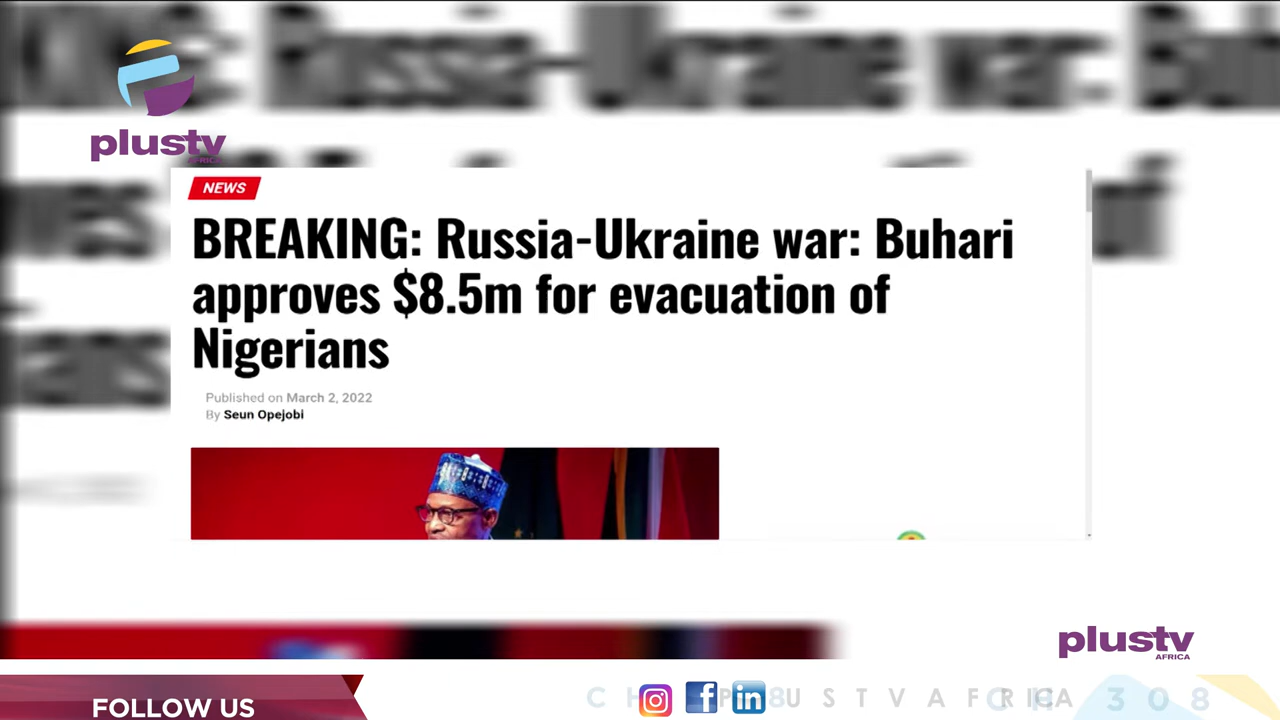 plustv
AFRICA
NEWS
BREAKING: Russia-Ukraine war: Buhari
approves $8.5m for evacuation of
Nigerians
Published on March 2, 2022
By Seun Opejobi
plustv
AFRICA
FOLLOW US
308